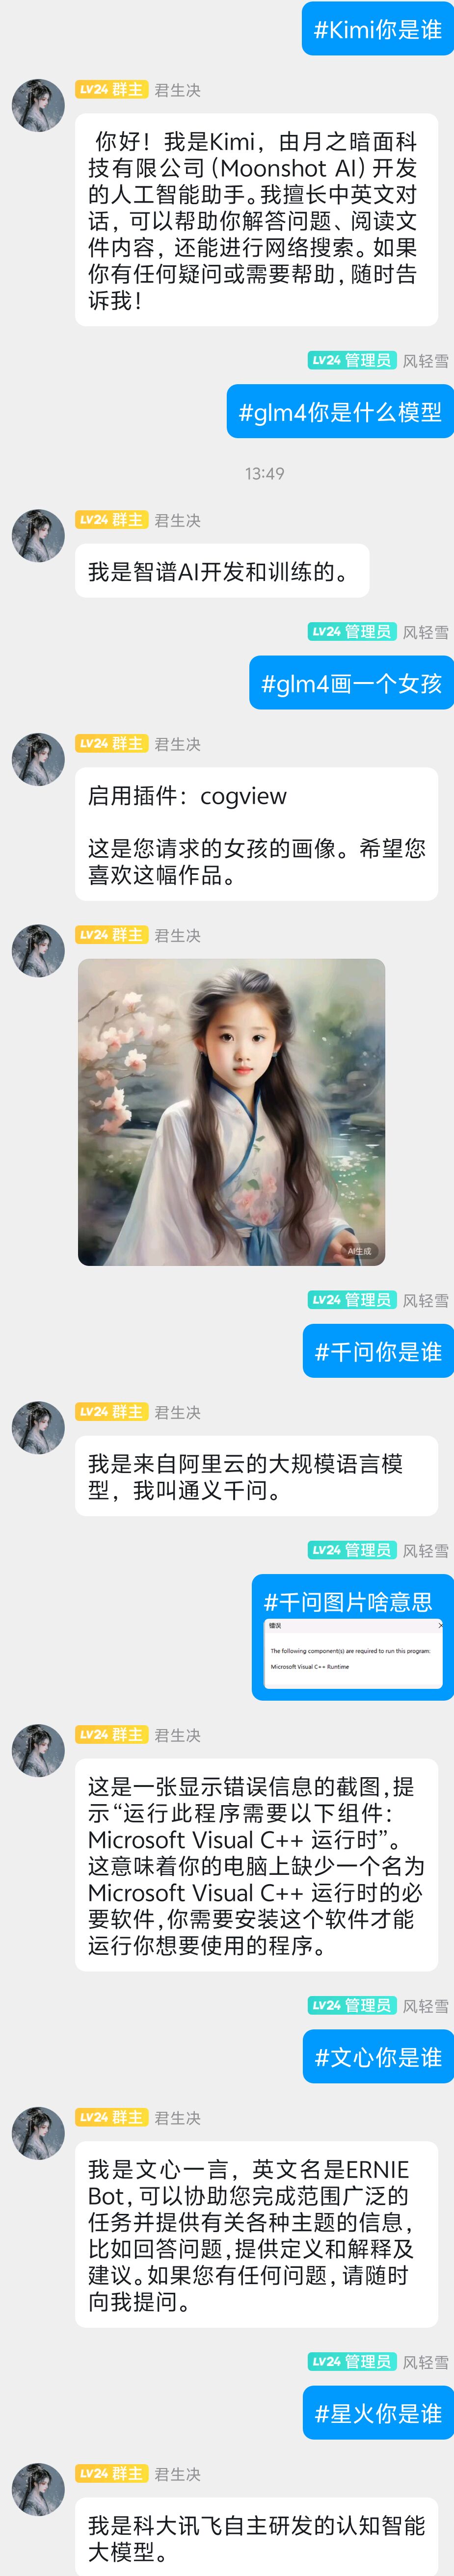 #Kimi你是谁
LV24 群主 君生决
你好！我是Kimi，由月之暗面科
技有限公司（Moonshot AI）开发
的人工智能助手。我擅长中英文对
话，可以帮助你解答问题、阅读文
件内容，还能进行网络搜索。如果
你有任何疑问或需要帮助，随时告
诉我！
LV24 管理员 风轻雪
#glm4你是什么模型
13:49
LV24 群主 君生决
我是智谱AI开发和训练的。
LV24 管理员 风轻雪
#glm4画一个女孩
LV24 群主 君生决
启用插件：cogview
这是您请求的女孩的画像。希望您
喜欢这幅作品。
LV24 群主 君生决
AI生成
LV24 管理员 风轻雪
#千问你是谁
LV24 群主 君生决
我是来自阿里云的大规模语言模
型，我叫通义千问。
LV24 管理员 风轻雪
#千问图片啥意思
错误
The following component(s) are required to run this program:
Microsoft Visual C++ Runtime
LV24 群主 君生决
这是一张显示错误信息的截图，提
示“运行此程序需要以下组件：
Microsoft Visual C++ 运行时”。
这意味着你的电脑上缺少一个名为
Microsoft Visual C++ 运行时的必
要软件，你需要安装这个软件才能
运行你想要使用的程序。
LV24 管理员 风轻雪
#文心你是谁
LV24 群主 君生决
我是文心一言，英文名是ERNIE
Bot，可以协助您完成范围广泛的
任务并提供有关各种主题的信息，
比如回答问题，提供定义和解释及
建议。如果您有任何问题，请随时
向我提问。
LV24 管理员 风轻雪
#星火你是谁
LV24 群主 君生决
我是科大讯飞自主研发的认知智能
大模型。